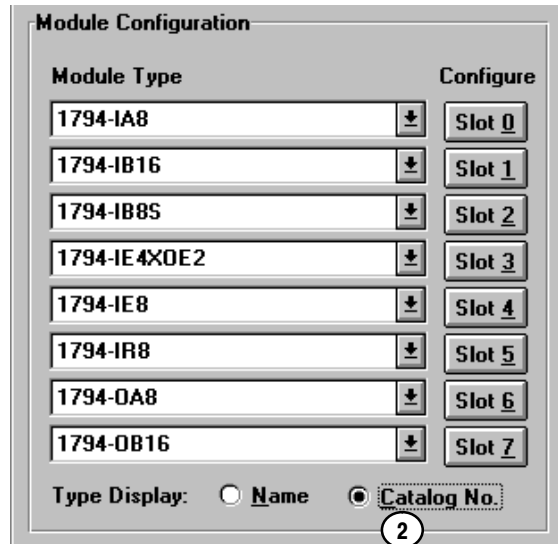 Module Configuration
Module Type Configure
1794-IA8 Slot 0
1794-IB16 Slot 1
1794-IB8S Slot 2
1794-IE4XOE2 Slot 3
1794-IE8 Slot 4
1794-IR8 Slot 5
1794-OA8 Slot 6
1794-OB16 Slot 7
Type Display: Name Catalog No.
2